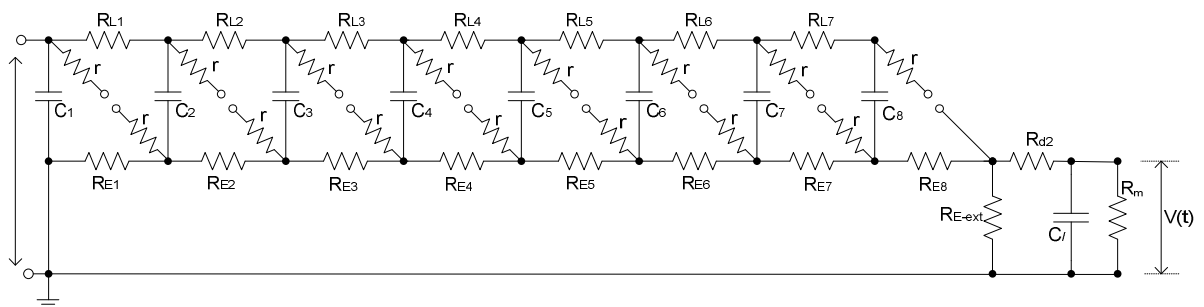 RL1 RL2 RL3 RL4 RL5 RL6 RL7
r r r r r r r r
C1 C2 C3 C4 C5 C6 C7 C8
r r r r r r r
Rd2
RE1 RE2 RE3 RE4 RE5 RE6 RE7 RE8
Rm
RE-ext Cl V(t)